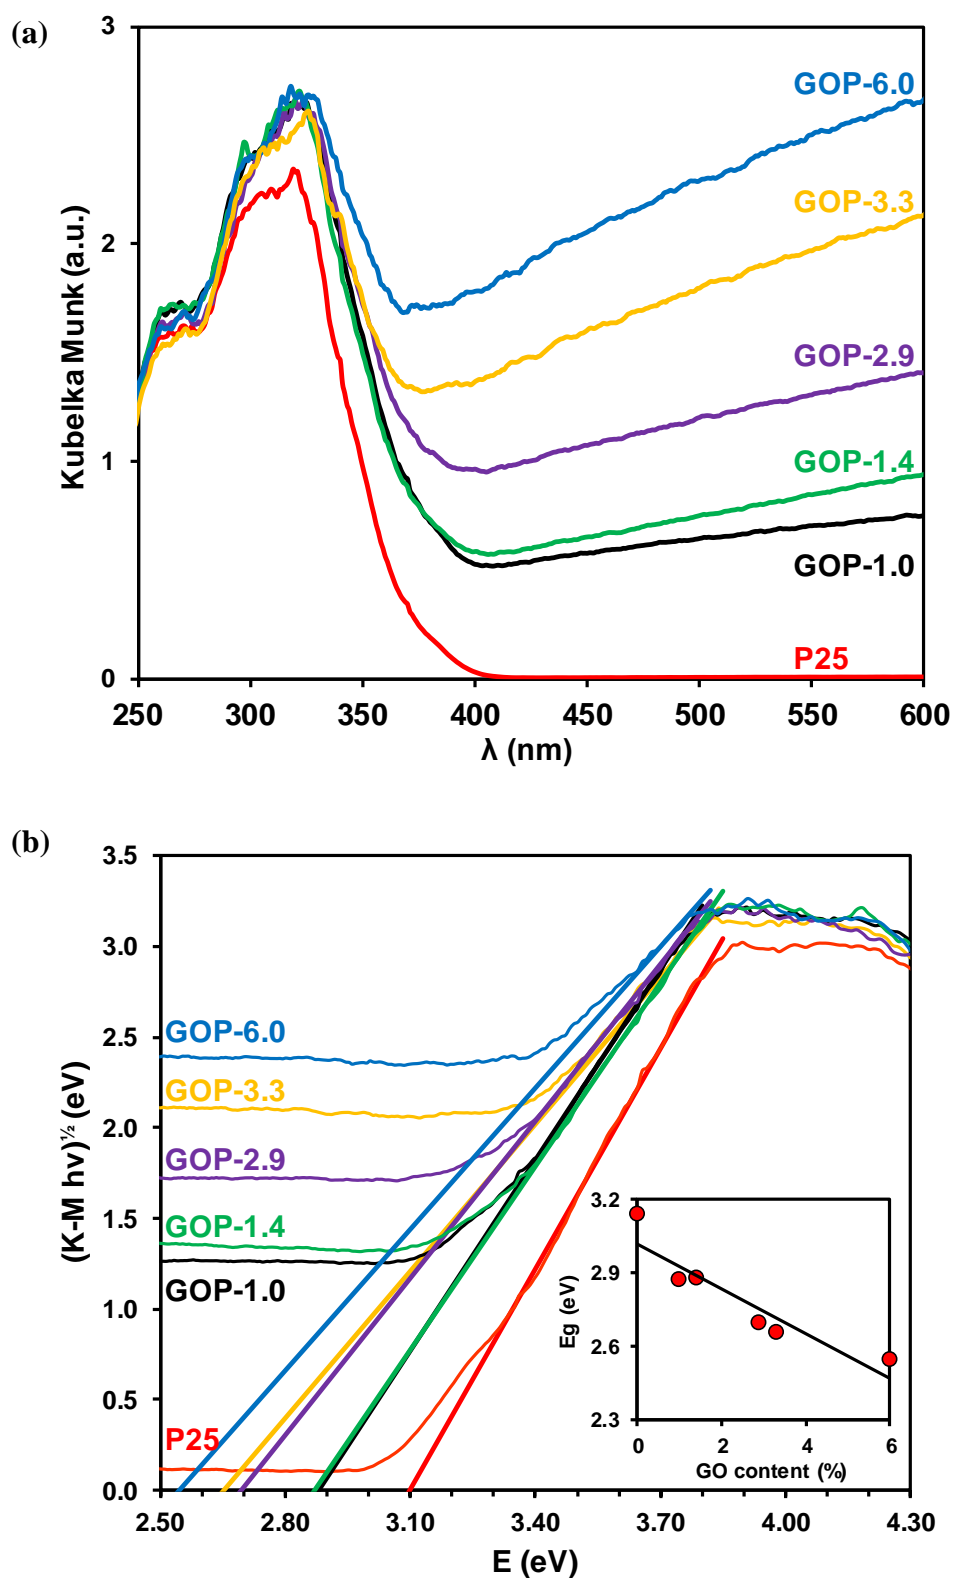 (a)
3
2
1
0
Kubelka Munk (a.u.)
GOP-6.0
GOP-3.3
GOP-2.9
GOP-1.4
GOP-1.0
P25
250 300 350 400 450 500 550 600
λ (nm)
(b)
3.5
3.0
2.5
2.0
1.5
1.0
0.5
0.0
(K-M hν)½ (eV)
GOP-6.0
GOP-3.3
GOP-2.9
GOP-1.4
GOP-1.0
P25
3.2
2.9
2.6
2.3
Eg (eV)
0 2 4 6
GO content (%)
2.50 2.80 3.10 3.40 3.70 4.00 4.30
E (eV)